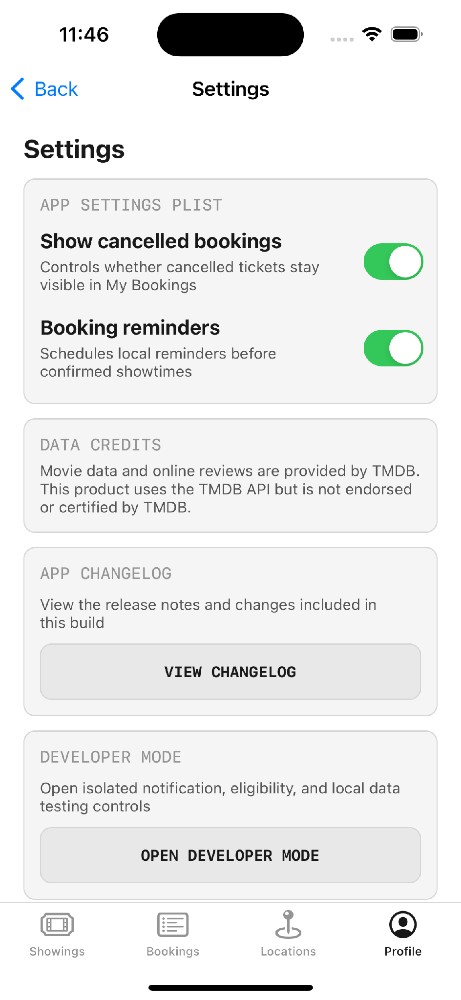 11:46
Back
Settings
Settings
APP SETTINGS PLIST
Show cancelled bookings
Controls whether cancelled tickets stay
visible in My Bookings
Booking reminders
Schedules local reminders before
confirmed showtimes
DATA CREDITS
Movie data and online reviews are provided by TMDB.
This product uses the TMDB API but is not endorsed
or certified by TMDB.
APP CHANGELOG
View the release notes and changes included in
this build
VIEW CHANGELOG
DEVELOPER MODE
Open isolated notification, eligibility, and local data
testing controls
OPEN DEVELOPER MODE
Showings
Bookings
Locations
Profile